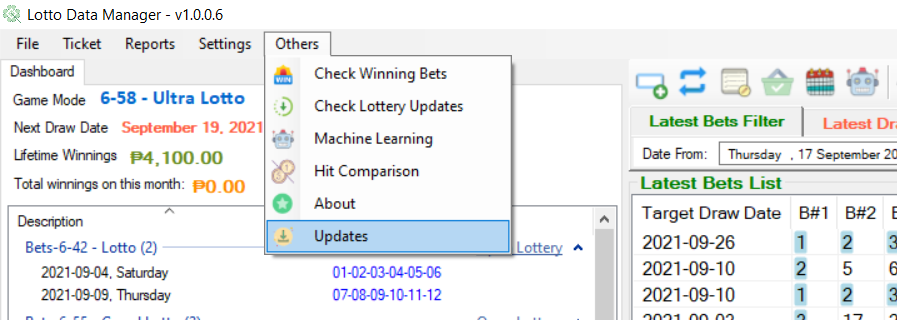 Lotto Data Manager - v1.0.0.6
File Ticket Reports Settings Others
Dashboard
Game Mode 6-58 - Ultra Lotto
Next Draw Date September 19, 2021
Lifetime Winnings ₱4,100.00
Total winnings on this month: ₱0.00
Description
Bets-6-42 - Lotto (2) Lottery
2021-09-04, Saturday 01-02-03-04-05-06
2021-09-09, Thursday 07-08-09-10-11-12
WIN
Check Winning Bets
Check Lottery Updates
Machine Learning
Hit Comparison
About
Updates
Latest Bets Filter Latest Dra
Date From: Thursday , 17 September 20
Latest Bets List
Target Draw Date B#1 B#2 B
2021-09-26 1 2 3
2021-09-10 2 5 6
2021-09-10 1 2 3